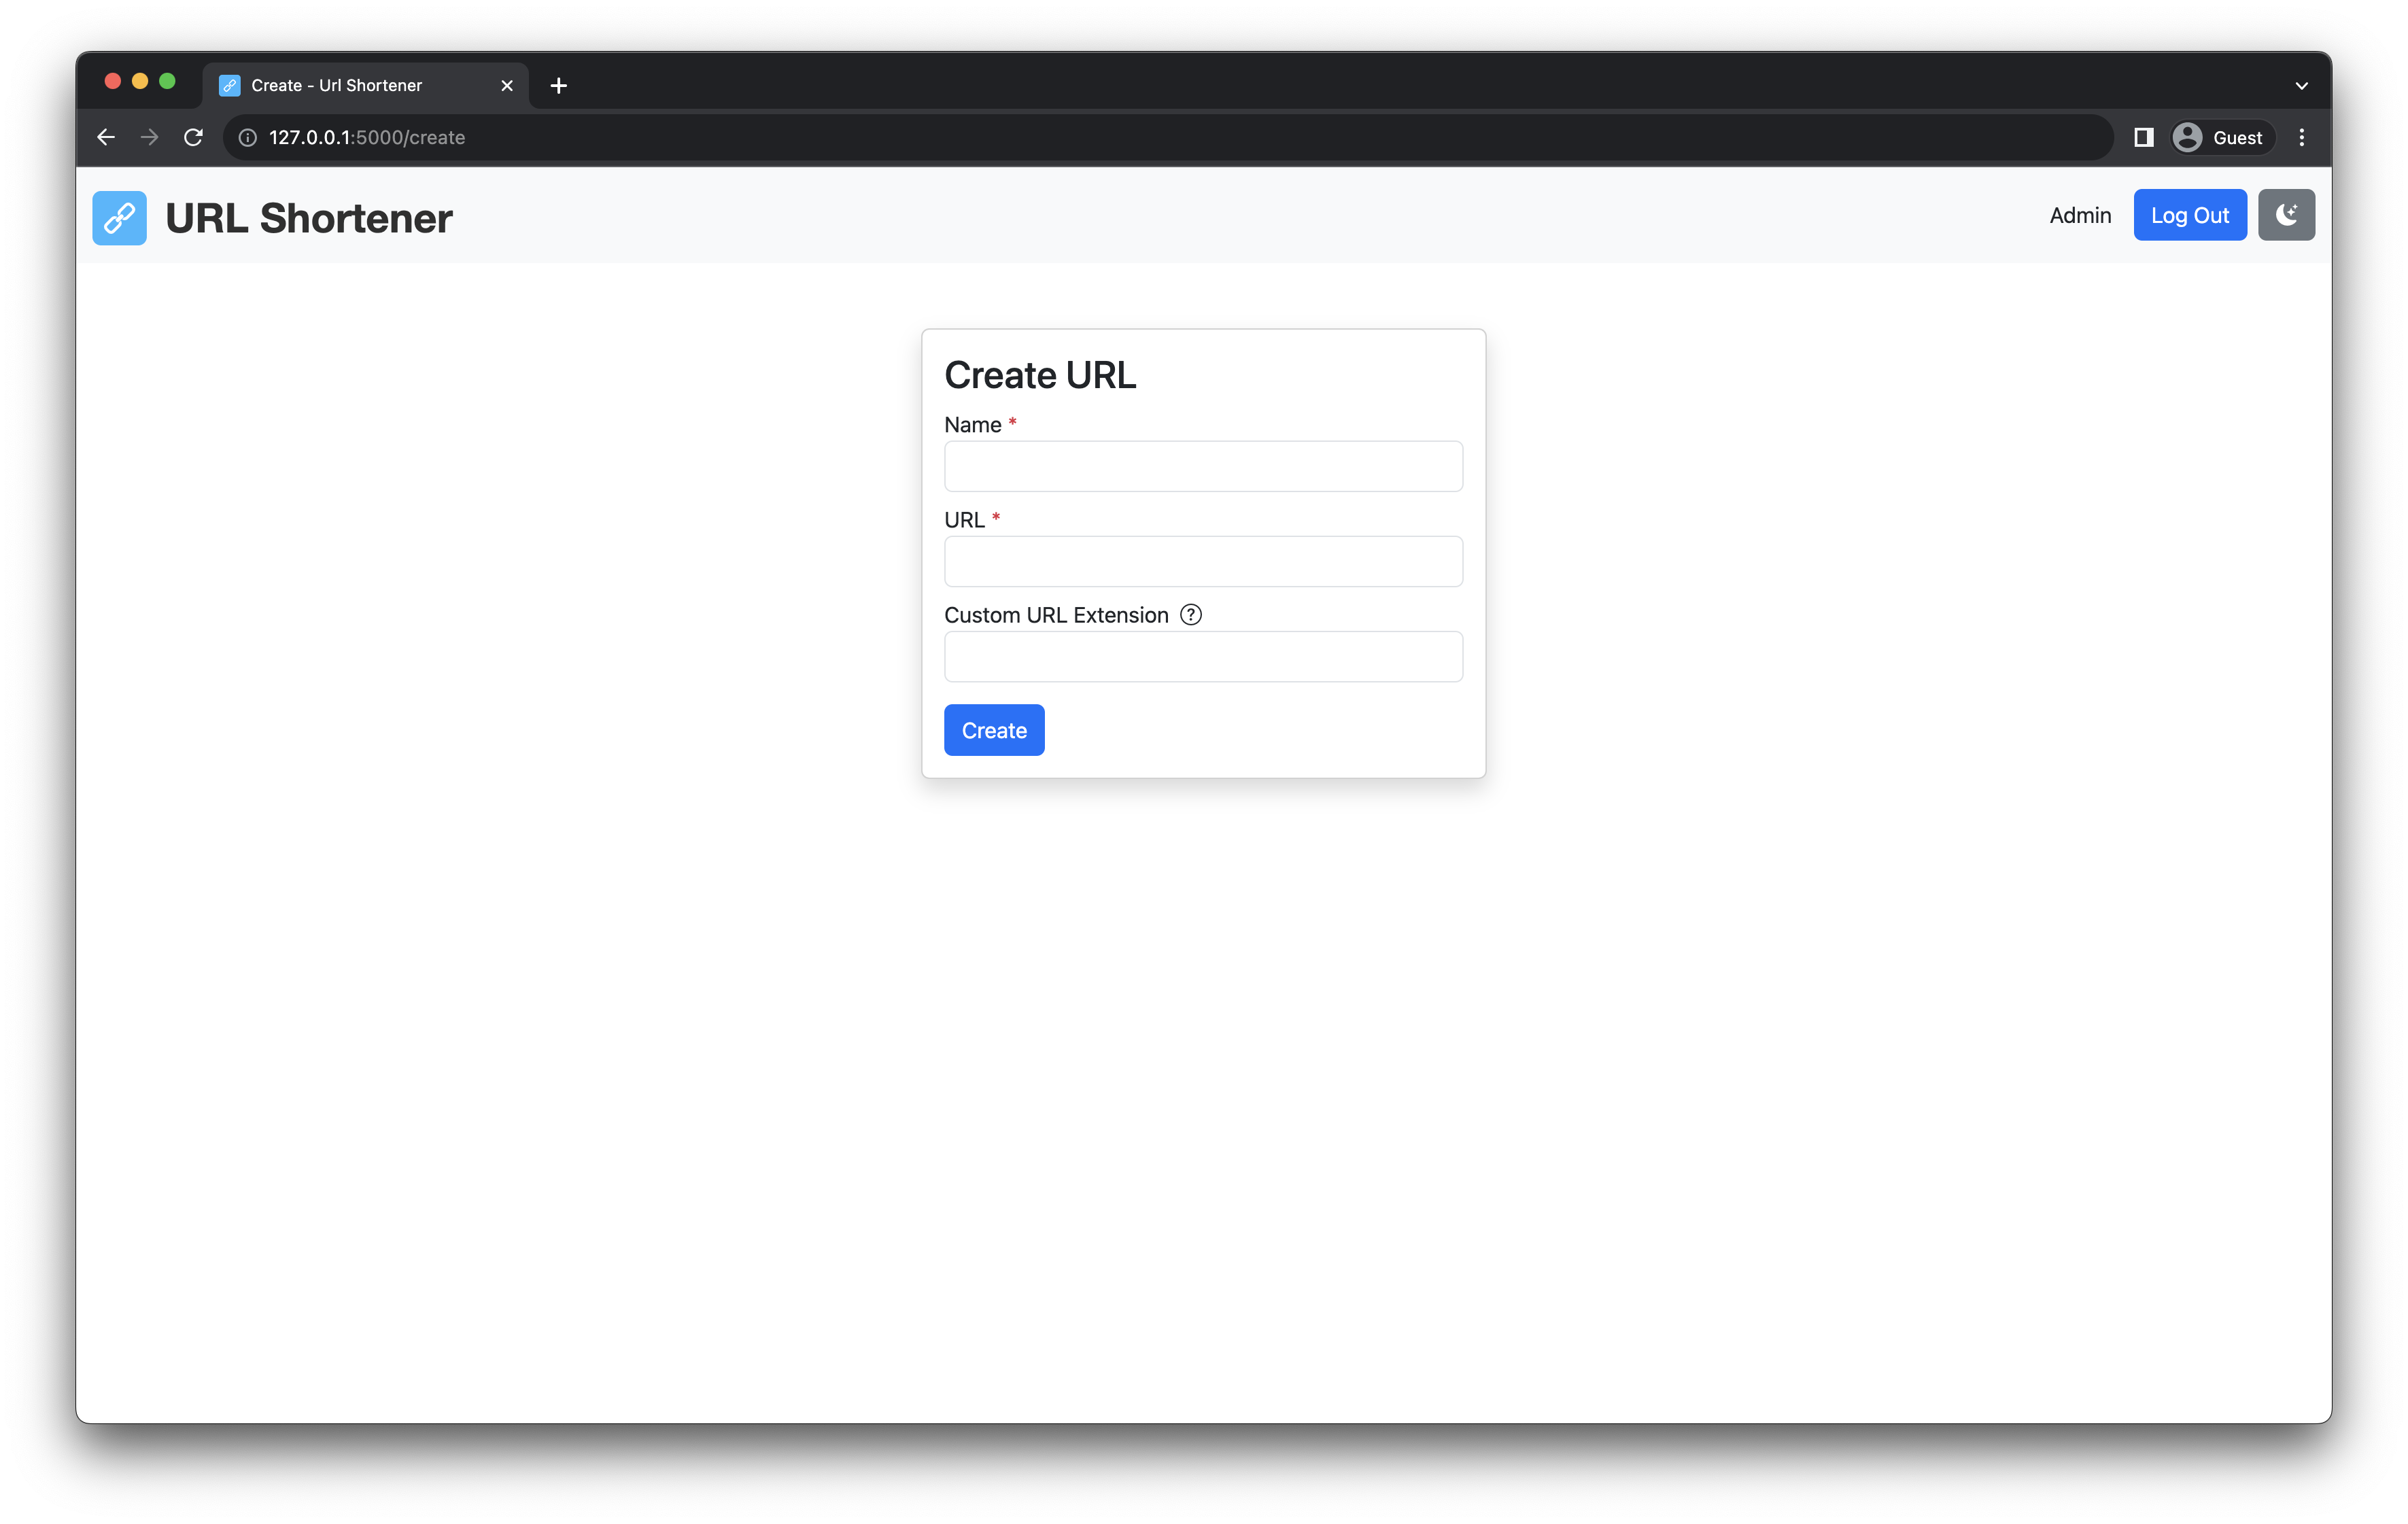 Create - Url Shortener
127.0.0.1:5000/create
Guest
URL Shortener
Admin
Log Out
Create URL
Name *
URL *
Custom URL Extension ?
Create